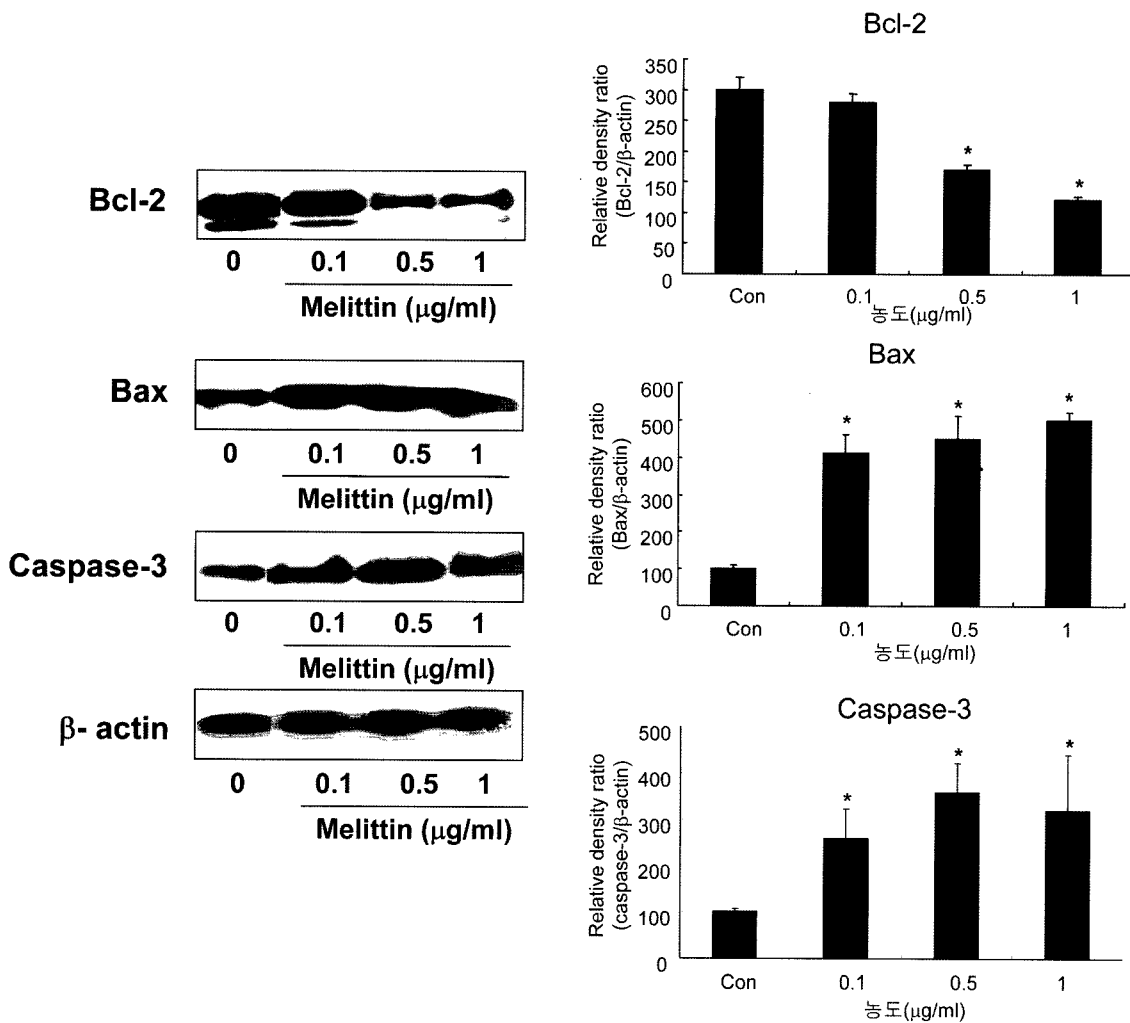 Bcl-2
0 0.1 0.5 1
Melittin (μg/ml)
Bax
0 0.1 0.5 1
Melittin (μg/ml)
Caspase-3
0 0.1 0.5 1
Melittin (μg/ml)
β- actin
0 0.1 0.5 1
Melittin (μg/ml)
Bcl-2
Relative density ratio
(Bcl-2/β-actin)
350
300
250
200
150
100
50
0
* *
Con 0.1 0.5 1
농도(μg/ml)
Bax
Relative density ratio
(Bax/β-actin)
600
500
400
300
200
100
0
* * *
Con 0.1 0.5 1
농도(μg/ml)
Caspase-3
Relative density ratio
(caspase-3/β-actin)
500
400
300
200
100
0
* * *
Con 0.1 0.5 1
농도(μg/ml)